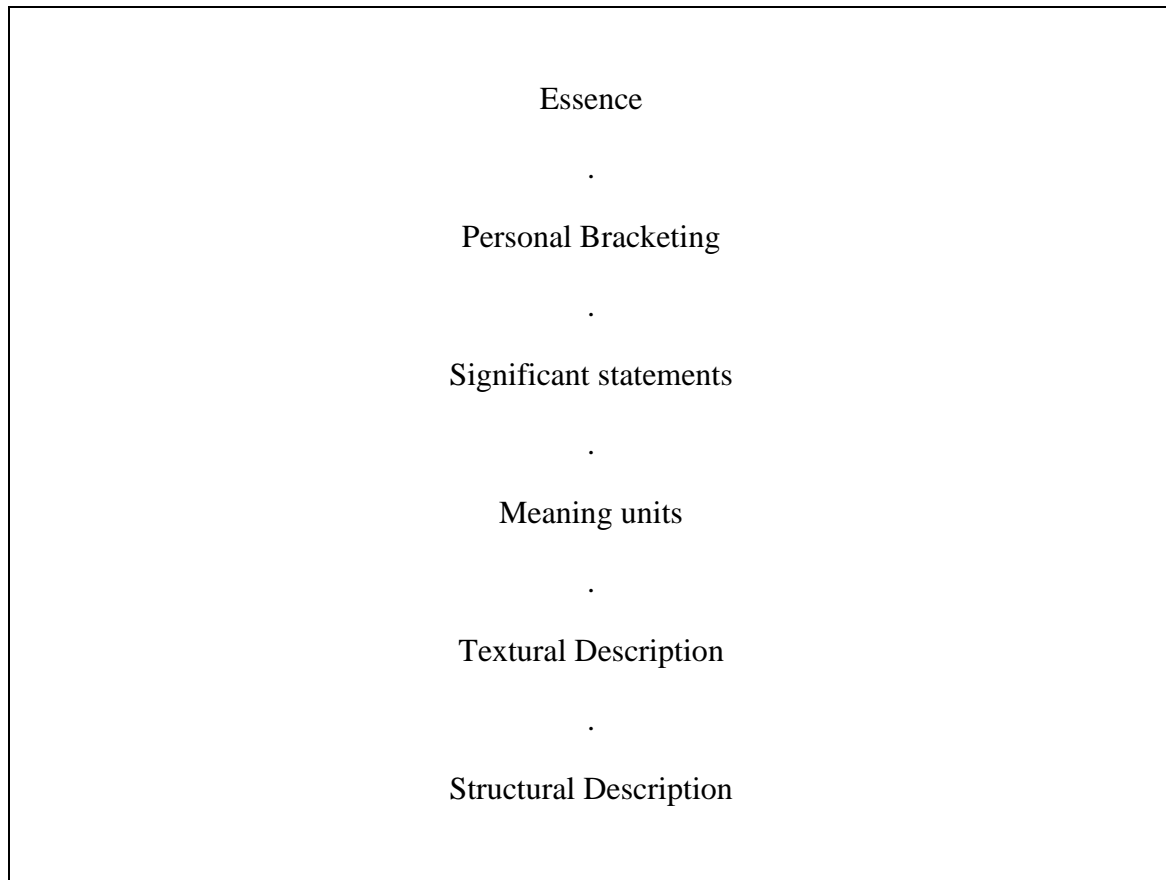 Essence
.
Personal Bracketing
.
Significant statements
.
Meaning units
.
Textural Description
.
Structural Description